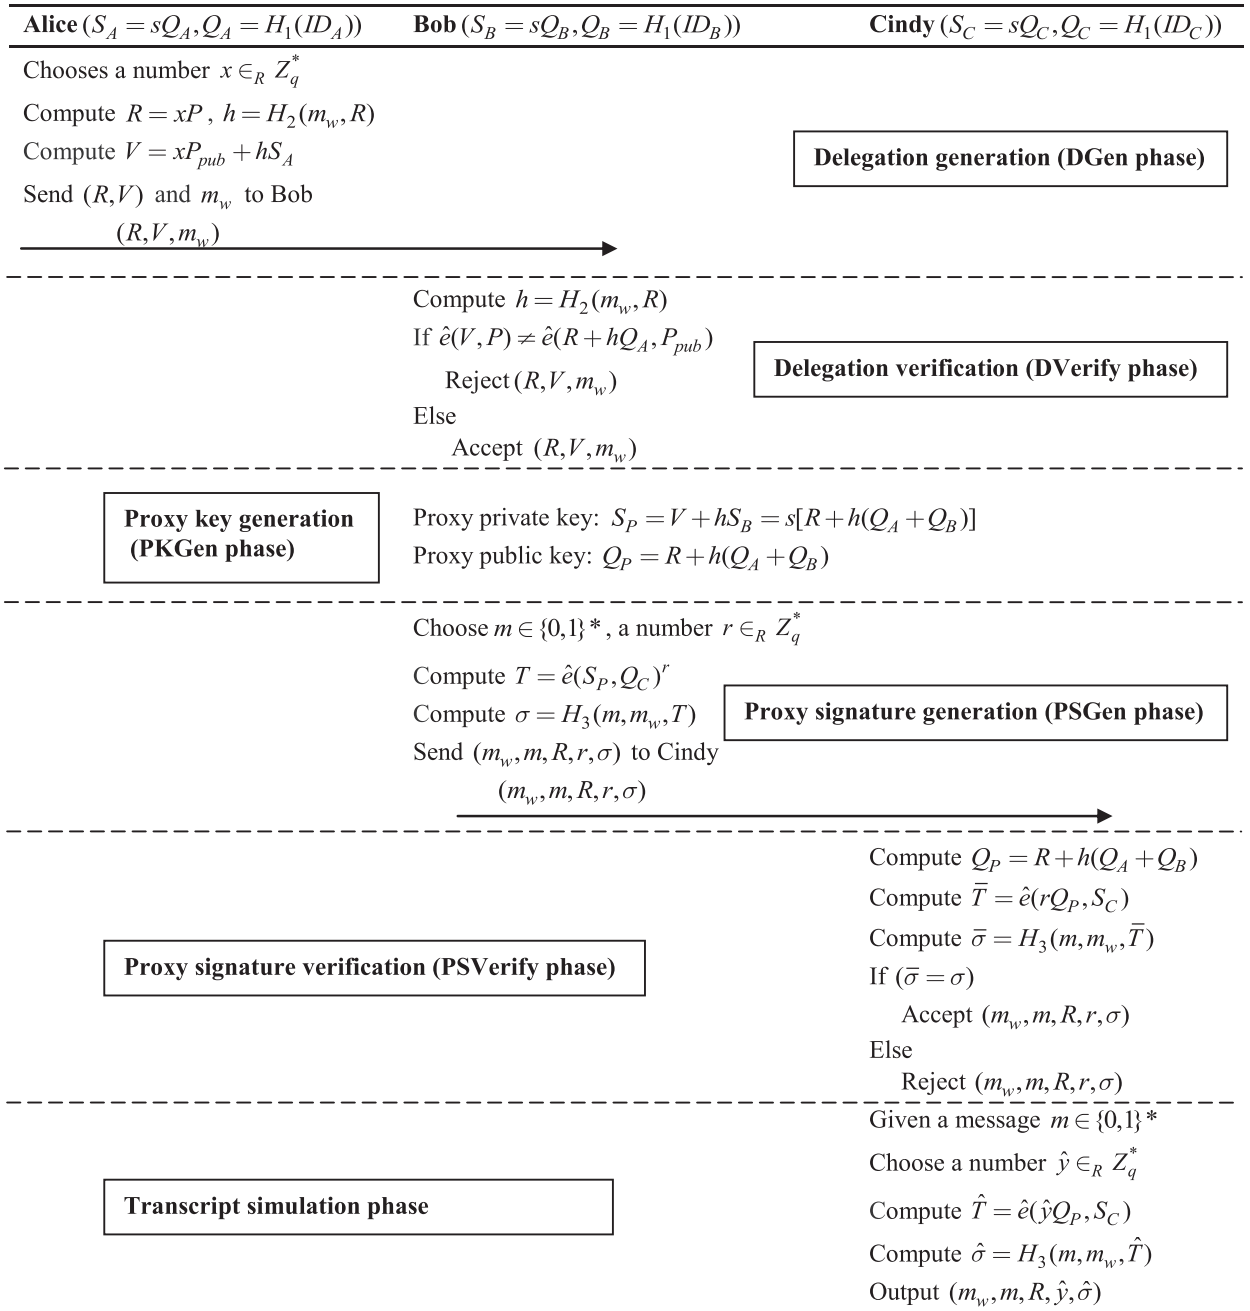 Alice (S_A = sQ_A, Q_A = H_1(ID_A)) Bob (S_B = sQ_B, Q_B = H_1(ID_B)) Cindy (S_C = sQ_C, Q_C = H_1(ID_C))
Chooses a number x ∈_R Z_q^*
Compute R = xP , h = H_2(m_w, R)
Compute V = xP_pub + hS_A
Send (R,V) and m_w to Bob
(R,V,m_w)
Delegation generation (DGen phase)
Compute h = H_2(m_w, R)
If ê(V,P) ≠ ê(R + hQ_A, P_pub)
Reject (R,V,m_w)
Else
Accept (R,V,m_w)
Delegation verification (DVerify phase)
Proxy key generation
(PKGen phase)
Proxy private key: S_P = V + hS_B = s[R + h(Q_A + Q_B)]
Proxy public key: Q_P = R + h(Q_A + Q_B)
Choose m ∈ {0,1}* , a number r ∈_R Z_q^*
Compute T = ê(S_P, Q_C)^r
Compute σ = H_3(m, m_w, T)
Send (m_w, m, R, r, σ) to Cindy
(m_w, m, R, r, σ)
Proxy signature generation (PSGen phase)
Proxy signature verification (PSVerify phase)
Compute Q_P = R + h(Q_A + Q_B)
Compute T̄ = ê(rQ_P, S_C)
Compute σ̄ = H_3(m, m_w, T̄)
If (σ̄ = σ)
Accept (m_w, m, R, r, σ)
Else
Reject (m_w, m, R, r, σ)
Transcript simulation phase
Given a message m ∈ {0,1}*
Choose a number ŷ ∈_R Z_q^*
Compute T̂ = ê(ŷQ_P, S_C)
Compute σ̂ = H_3(m, m_w, T̂)
Output (m_w, m, R, ŷ, σ̂)